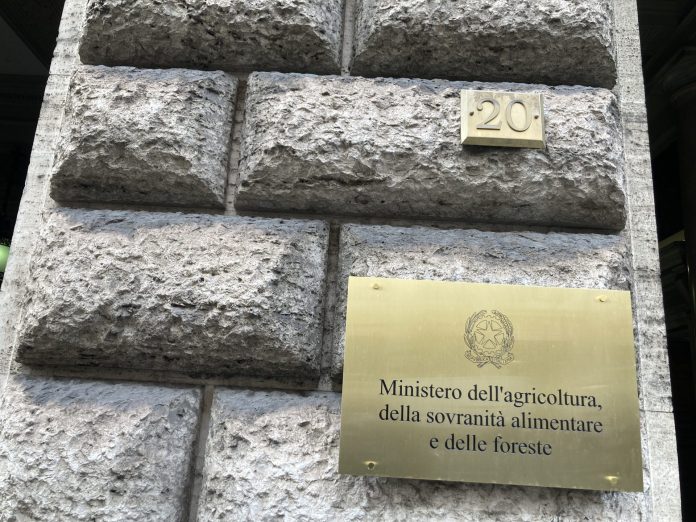 20
Ministero dell'agricoltura,
della sovranità alimentare
e delle foreste